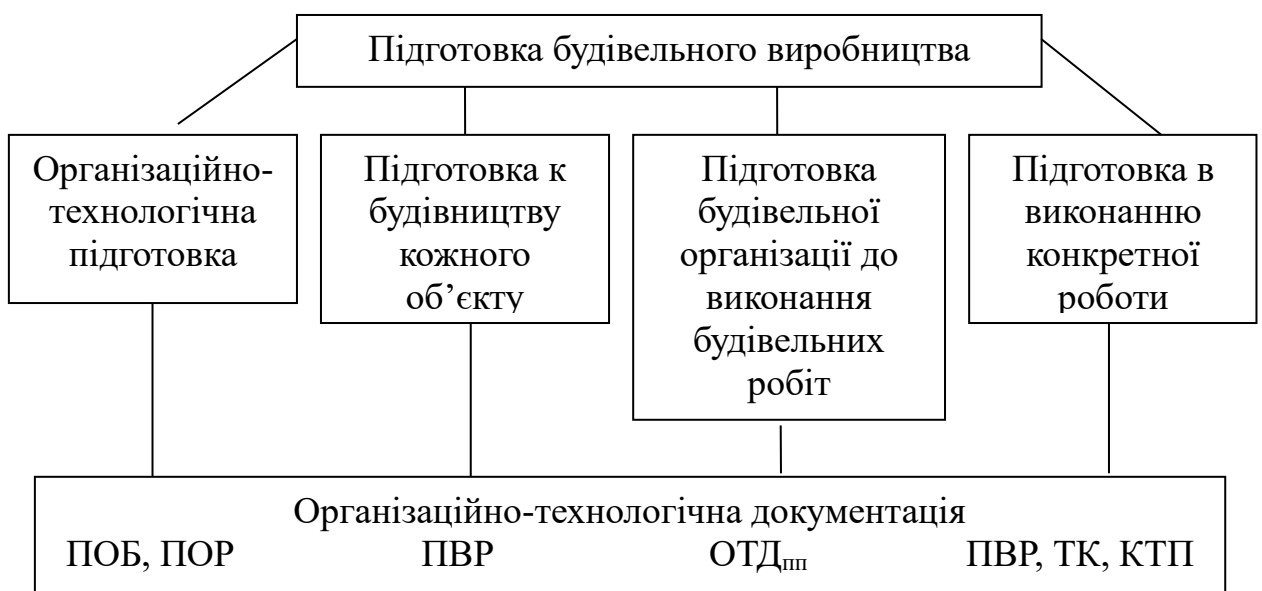 Підготовка будівельного виробництва
Організаційно-
технологічна
підготовка
Підготовка к
будівництву
кожного
об’єкту
Підготовка
будівельної
організації до
виконання
будівельних
робіт
Підготовка в
виконанню
конкретної
роботи
Організаційно-технологічна документація
ПОБ, ПОР ПВР ОТДпп ПВР, ТК, КТП